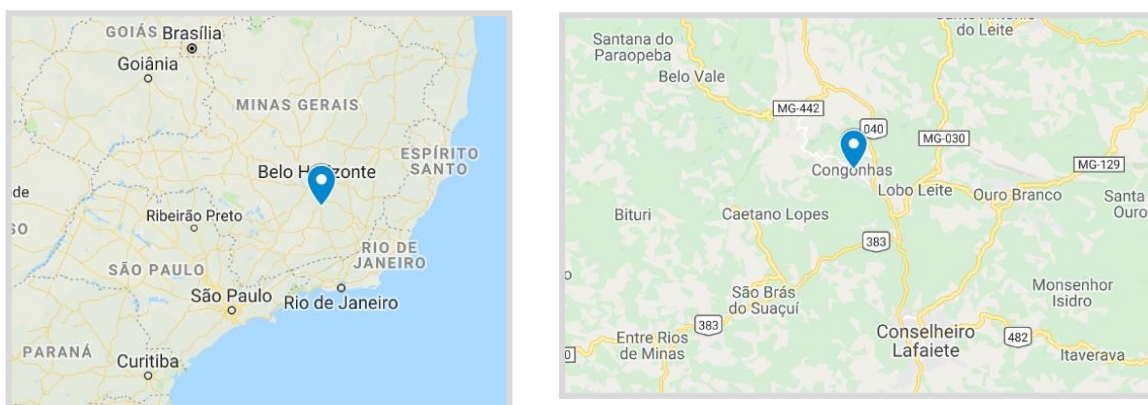 GOIÁS
Brasília
Goiânia
MINAS GERAIS
ESPÍRITO
SANTO
de
Ribeirão Preto
RIO DE
JANEIRO
SÃO PAULO
São Paulo
Rio de Janeiro
PARANÁ
Curitiba
do Leite
Santana do
Paraopeba
Belo Vale
MG-442
040
MG-030
MG-129
Congonhas
Lobo Leite
Ouro Branco
Santa
Ouro
Bituri
Caetano Lopes
383
São Brás
do Suaçuí
Monsenhor
Isidro
383
Entre Rios
de Minas
Conselheiro
Lafaiete
482
Itaverava